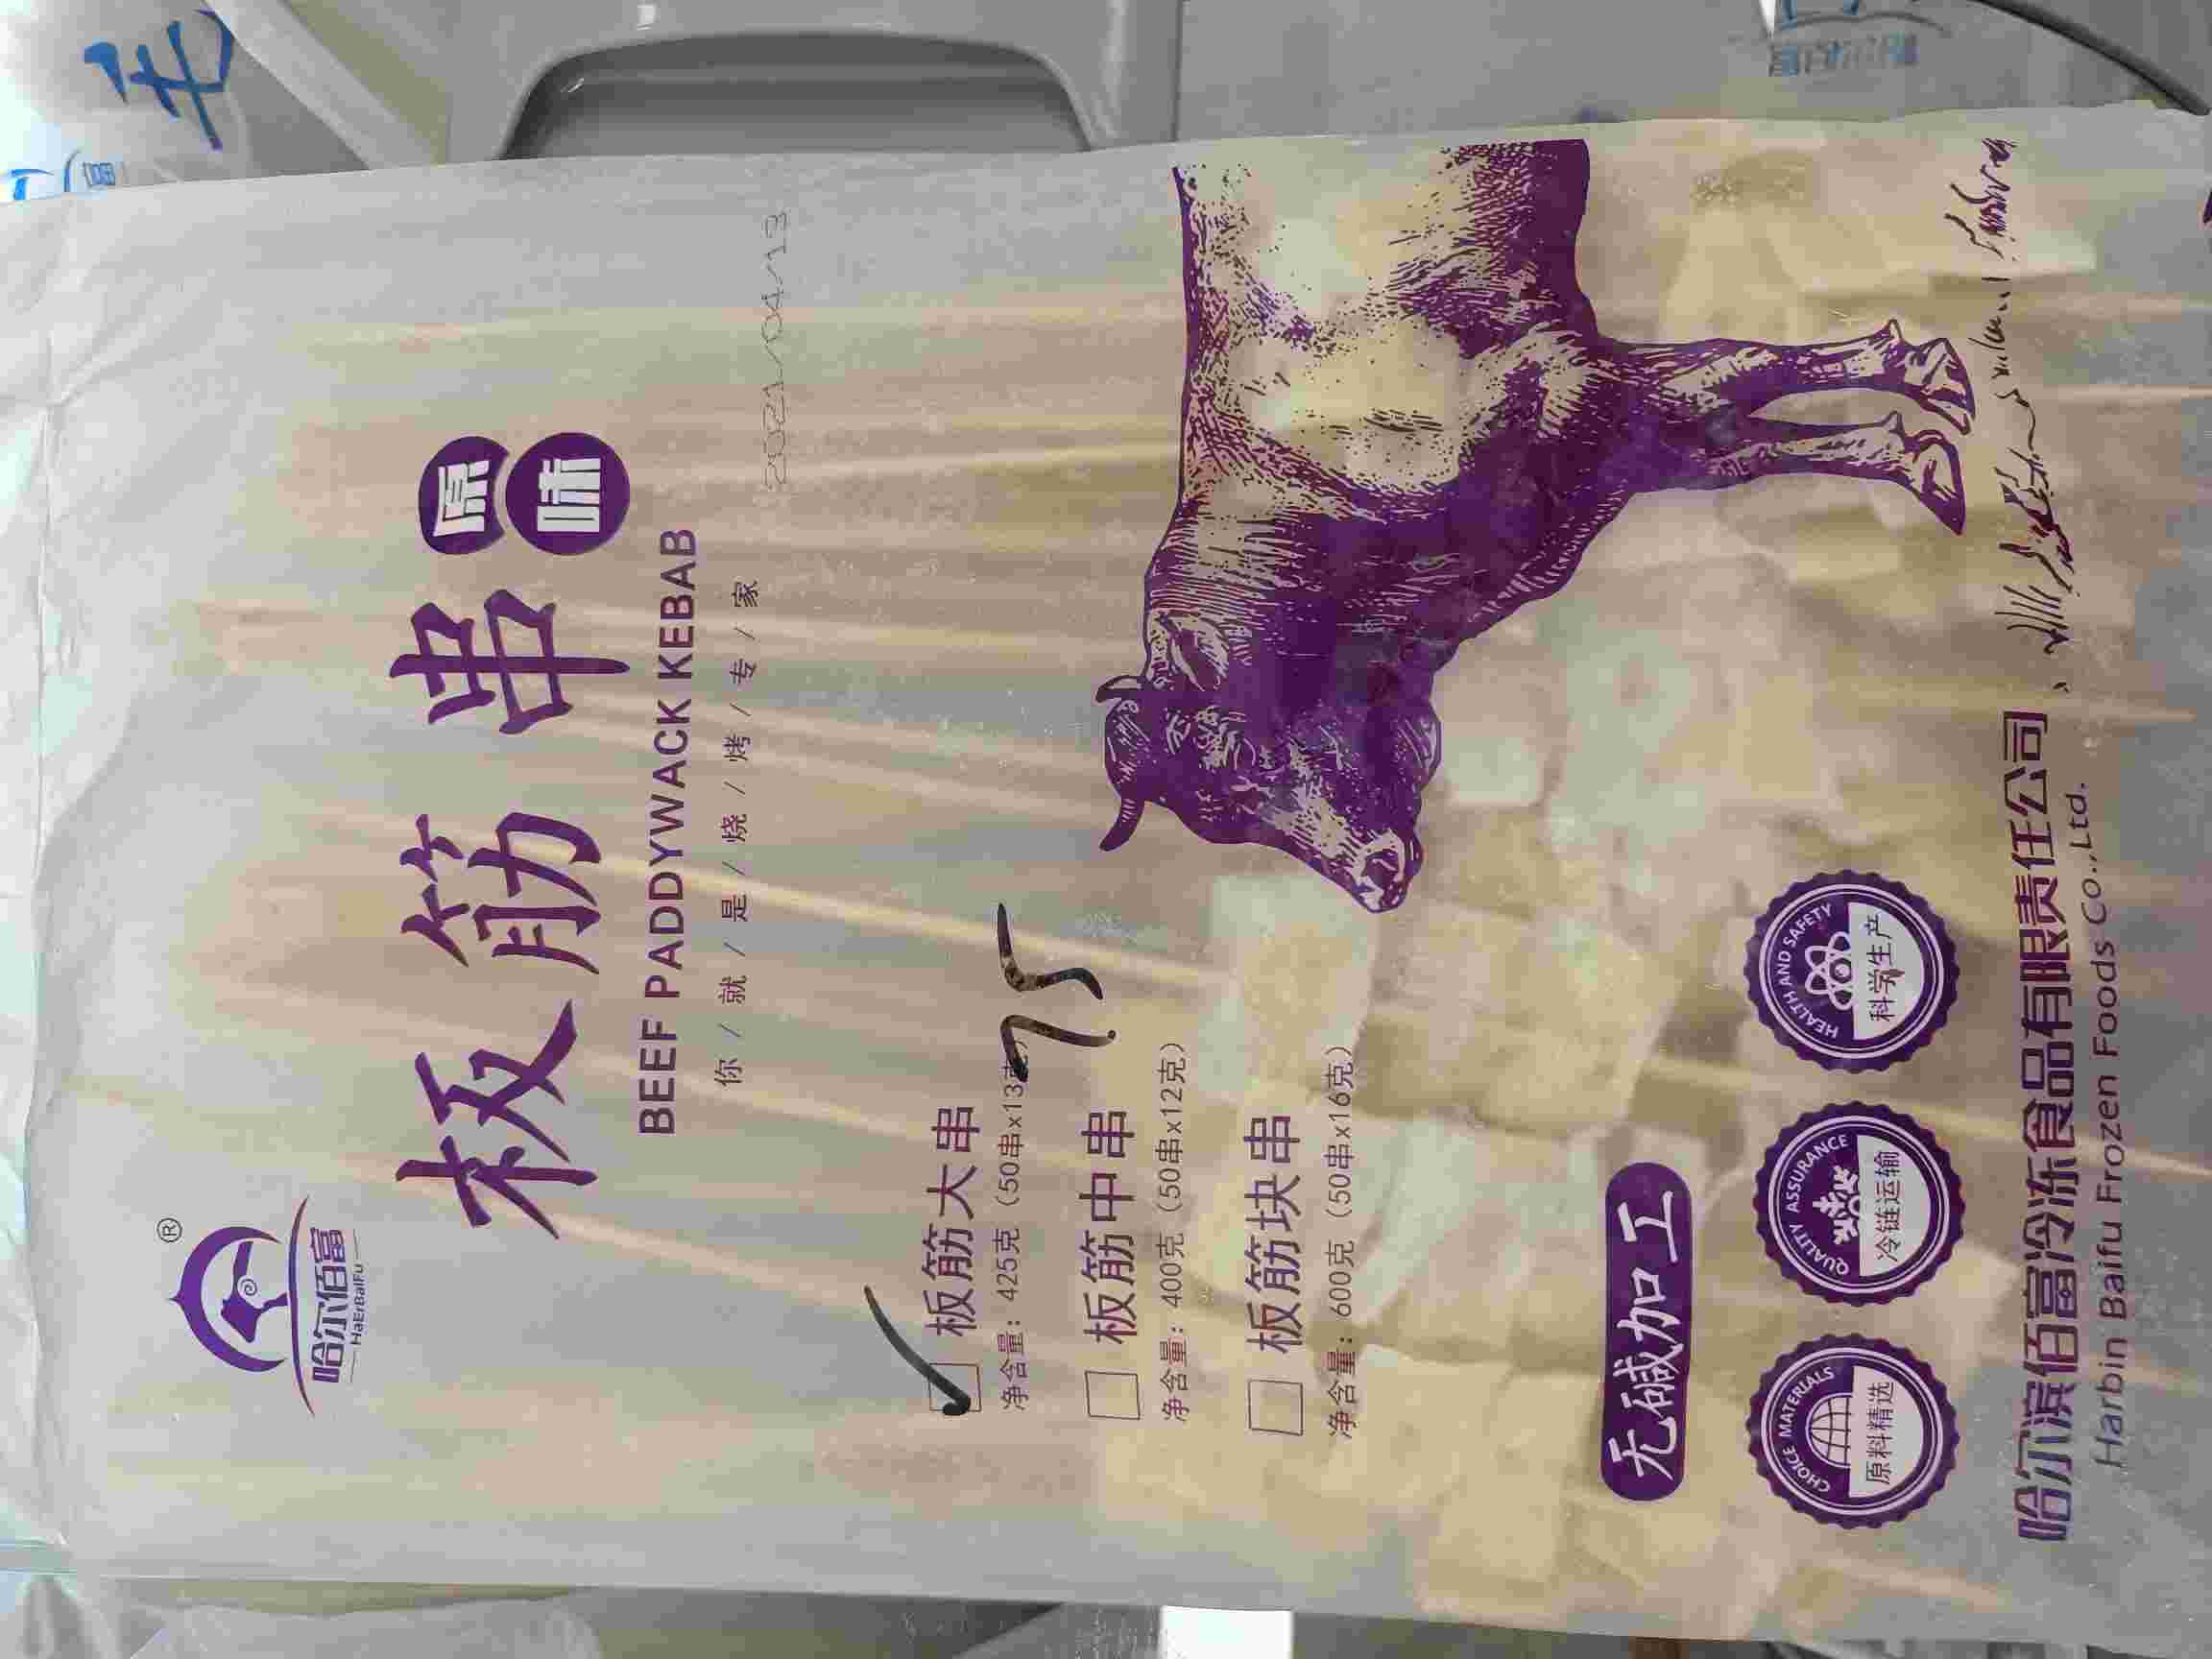 ®
哈尔佰富
HaErBaiFu
板筋串
原味
BEEF PADDYWACK KEBAB
你/就/是/烧/烤/专/家
2021/04/13
板筋大串
净含量：425克（50串x13克）
75
板筋中串
净含量：400克（50串x12克）
板筋块串
净含量：600克（50串x16克）
无碱加工
CHOICE MATERIALS
原料精选
QUALITY ASSURANCE
冷链运输
HEALTH AND SAFETY
科学生产
哈尔滨佰富冷冻食品有限责任公司
Harbin Baifu Frozen Foods Co.,Ltd.